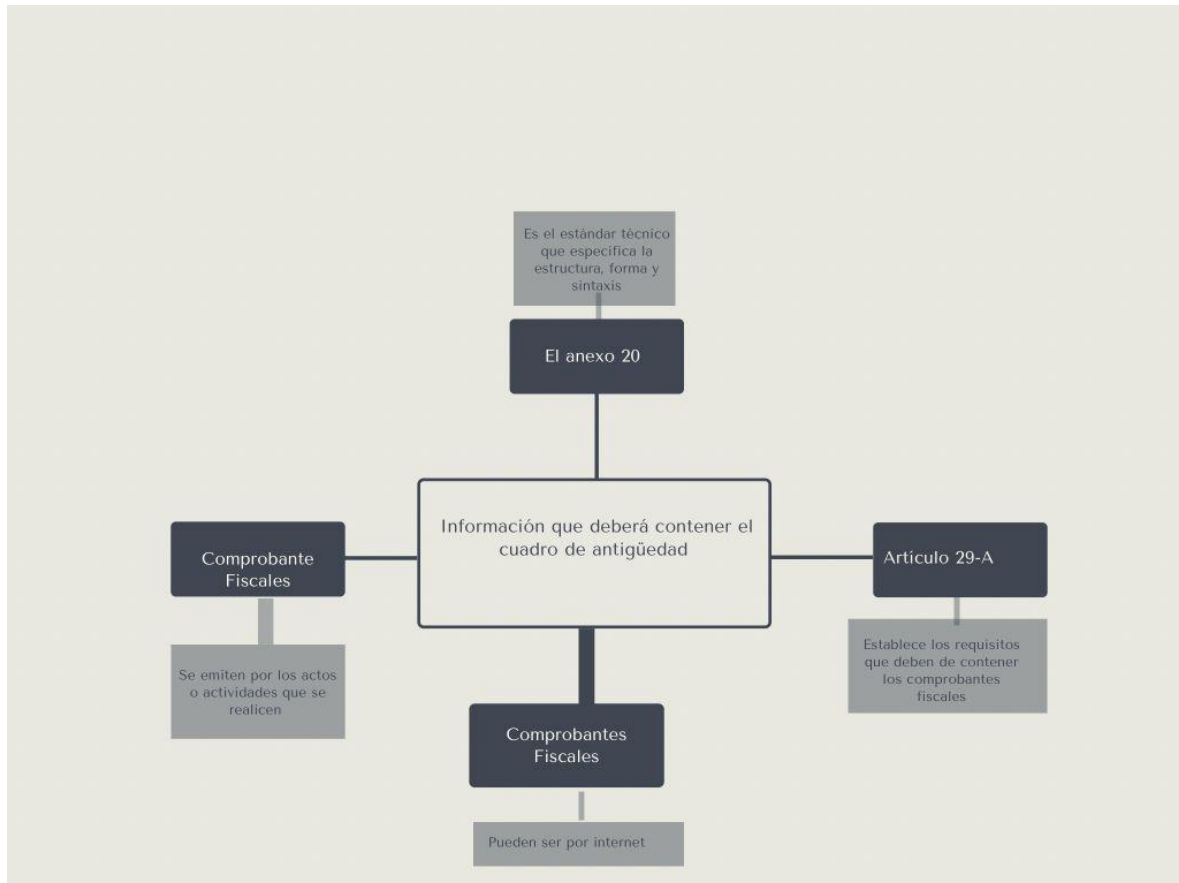 Es el estándar técnico
que especifica la
estructura, forma y
sintaxis
El anexo 20
Información que deberá contener el
cuadro de antigüedad
Comprobante
Fiscales
Se emiten por los actos
o actividades que se
realicen
Artículo 29-A
Establece los requisitos
que deben de contener
los comprobantes
fiscales
Comprobantes
Fiscales
Pueden ser por internet